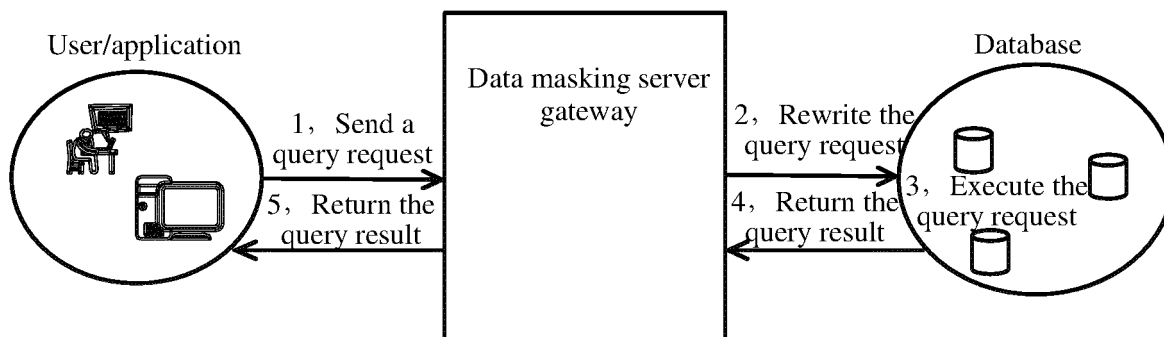 User/application
Database
Data masking server
gateway
1，Send a
query request
2，Rewrite the
query request
3，Execute the
query request
4，Return the
query result
5，Return the
query result